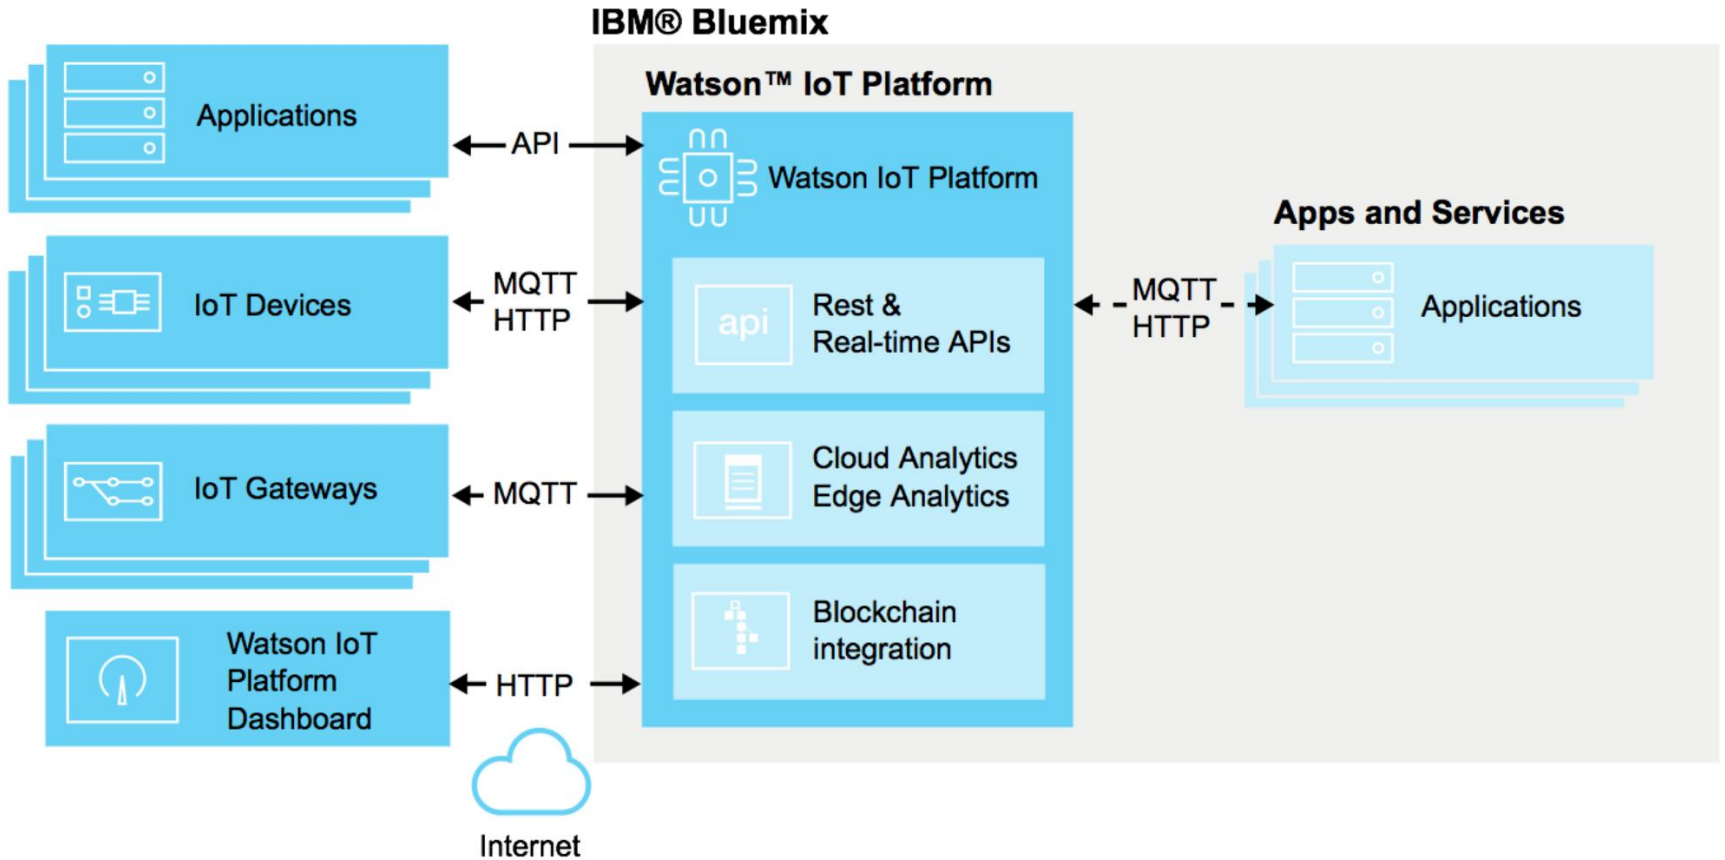 IBM® Bluemix
Watson™ IoT Platform
Applications
API
Watson IoT Platform
Apps and Services
IoT Devices
MQTT
HTTP
api
Rest &
Real-time APIs
MQTT
HTTP
Applications
IoT Gateways
MQTT
Cloud Analytics
Edge Analytics
Watson IoT
Platform
Dashboard
HTTP
Blockchain
integration
Internet